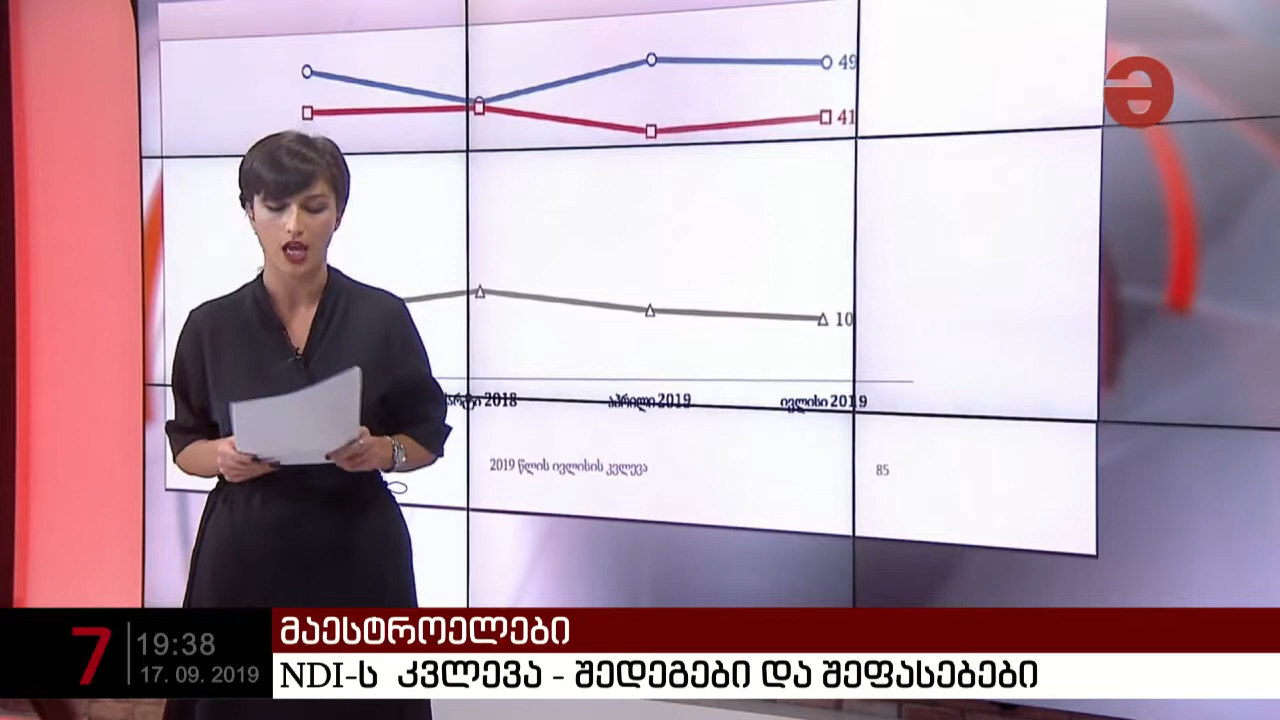 49
41
10
2018
აპრილი 2019
ივლისი 2019
2019 წლის ივლისის კვლევა
85
7
19:38
17. 09. 2019
მაესტროელები
NDI-ს კვლევა - შედეგები და შეფასებები